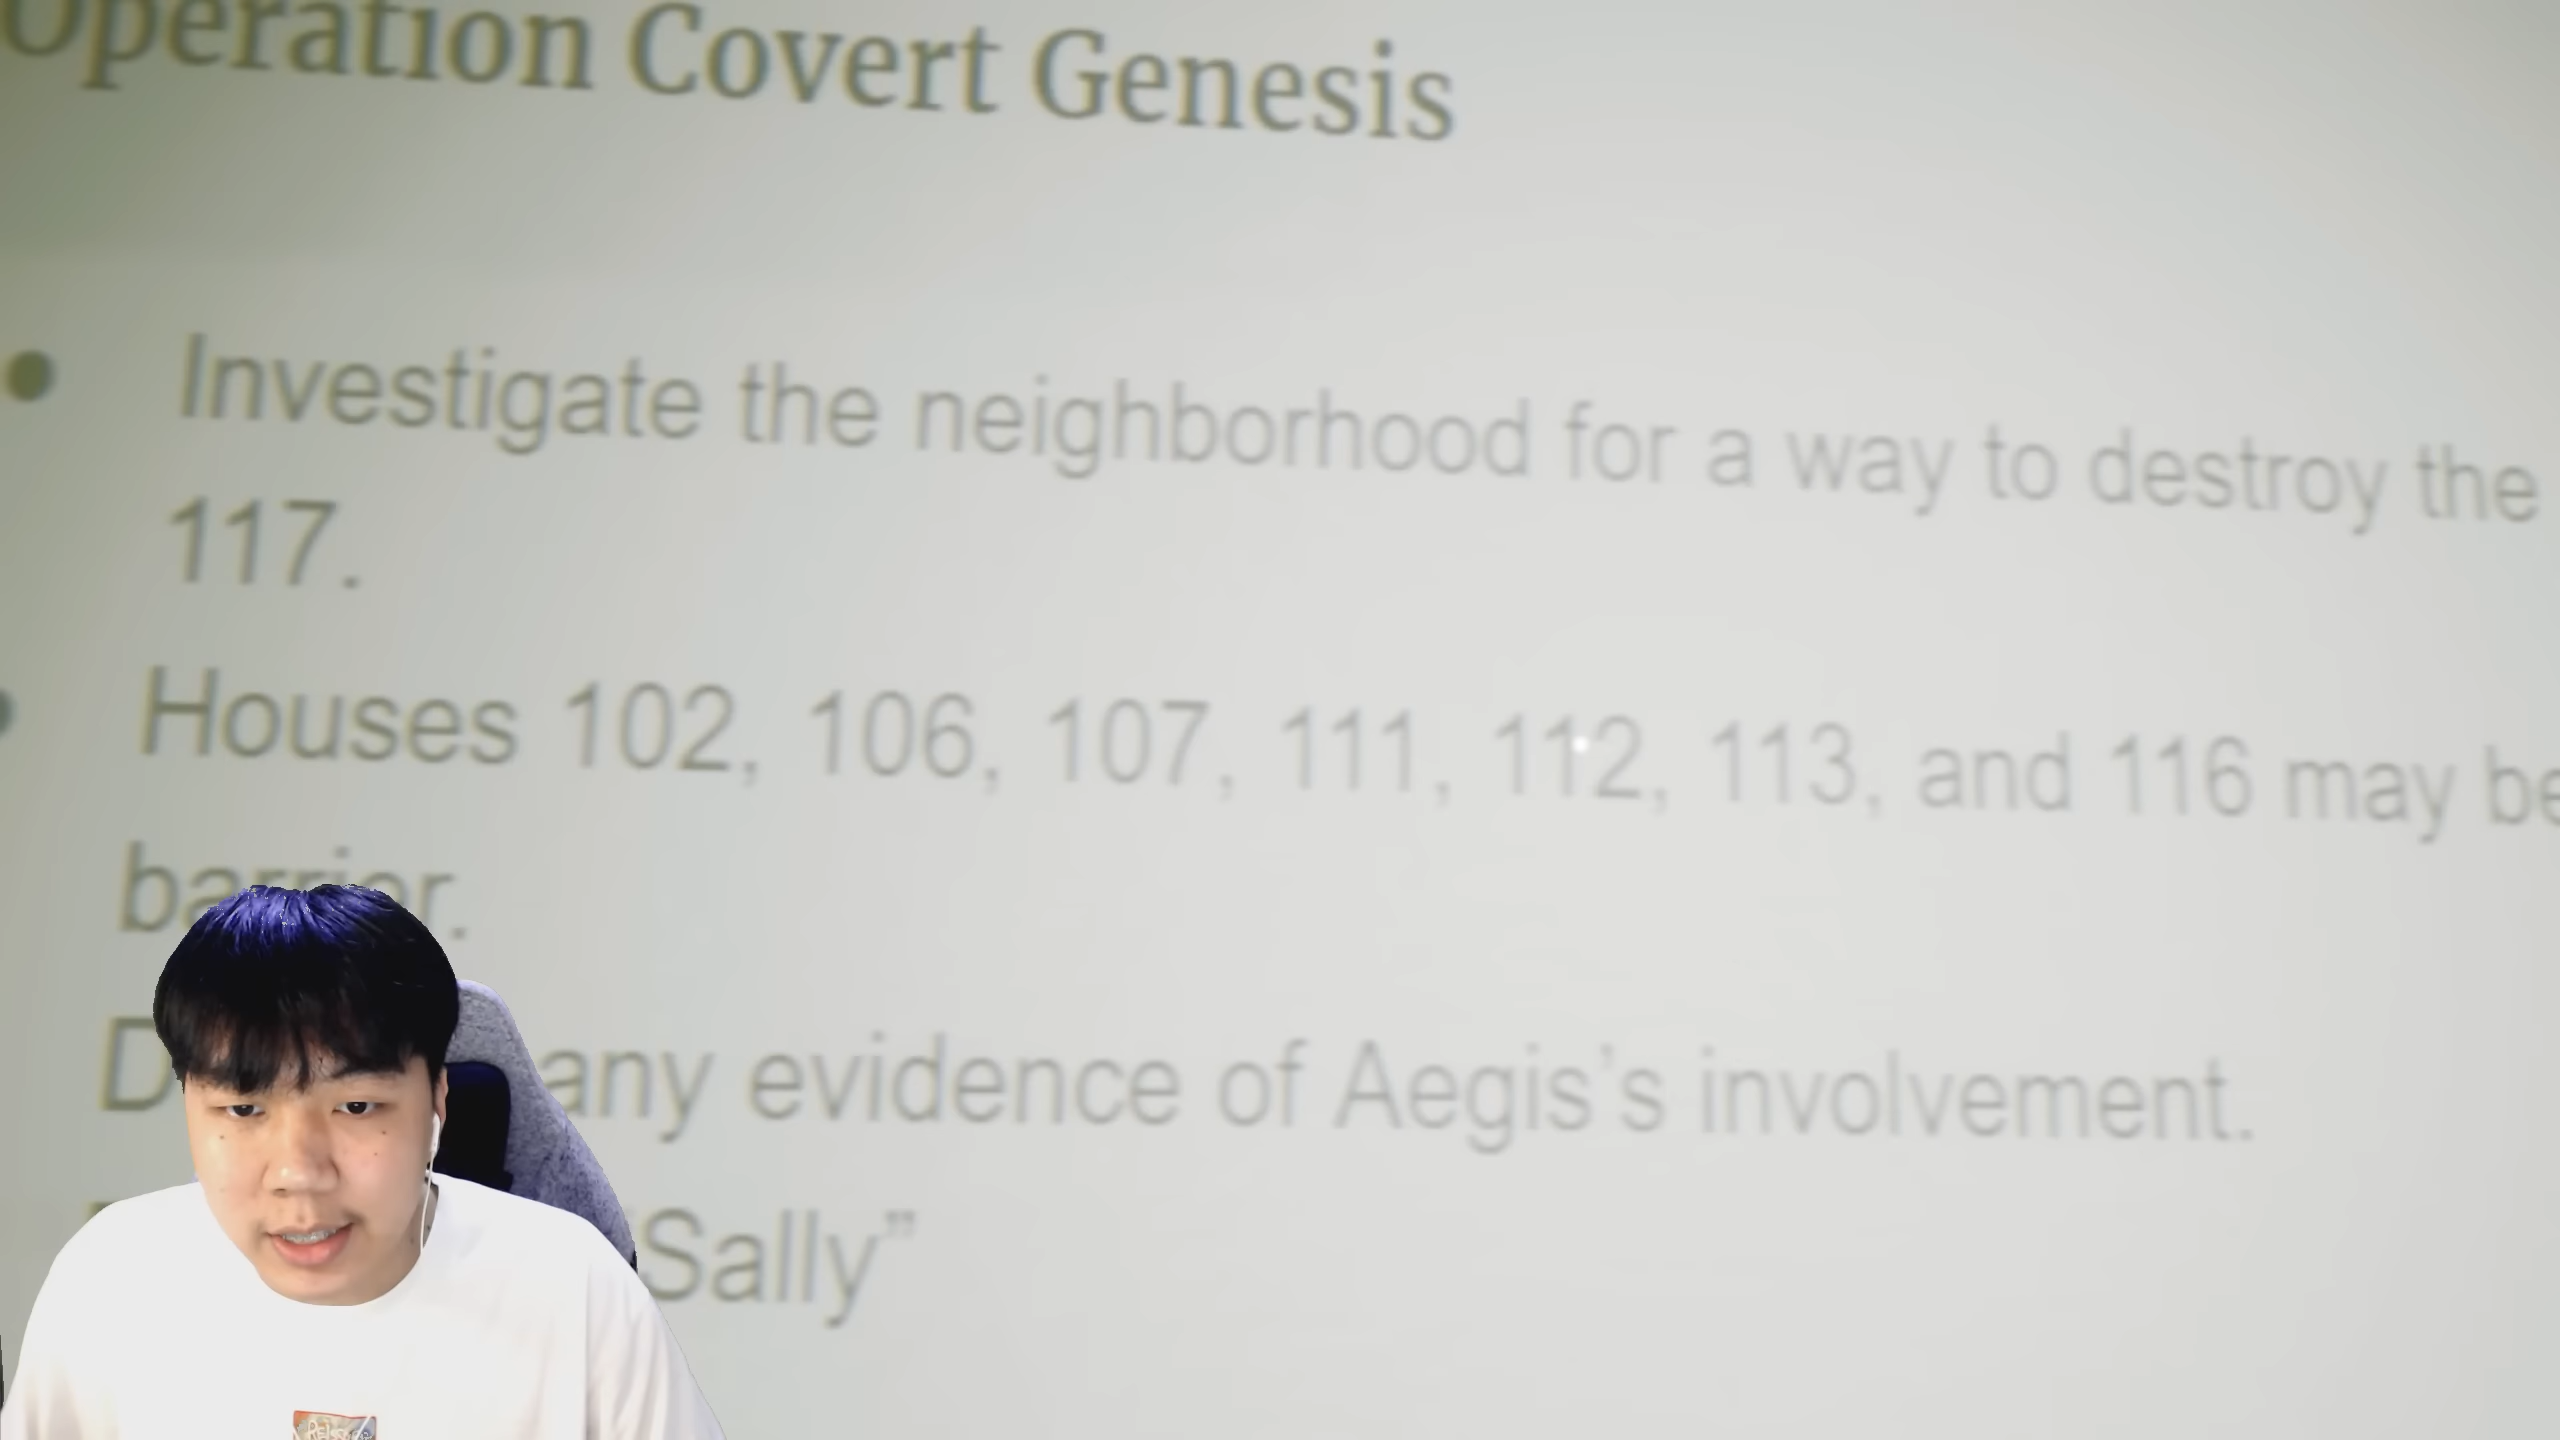 Operation Covert Genesis
Investigate the neighborhood for a way to destroy the
117.
Houses 102, 106, 107, 111, 112, 113, and 116 may be
barrier.
any evidence of Aegis's involvement.
Sally”